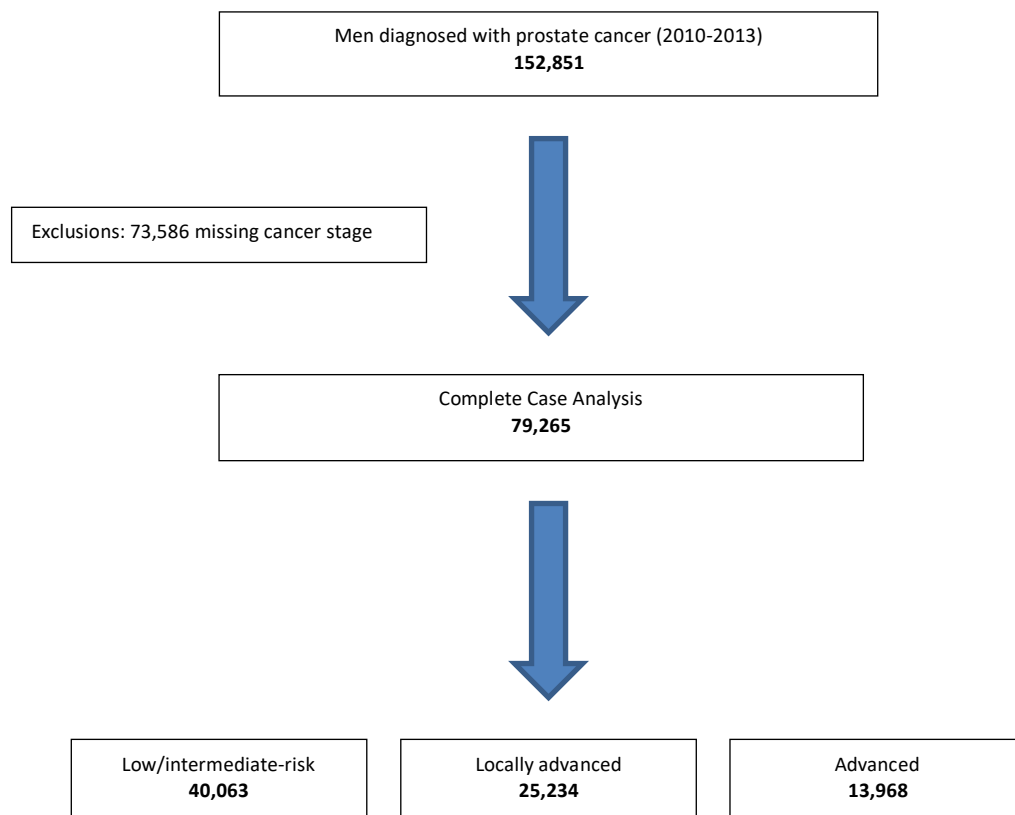 Men diagnosed with prostate cancer (2010-2013)
152,851
Exclusions: 73,586 missing cancer stage
Complete Case Analysis
79,265
Low/intermediate-risk
40,063
Locally advanced
25,234
Advanced
13,968